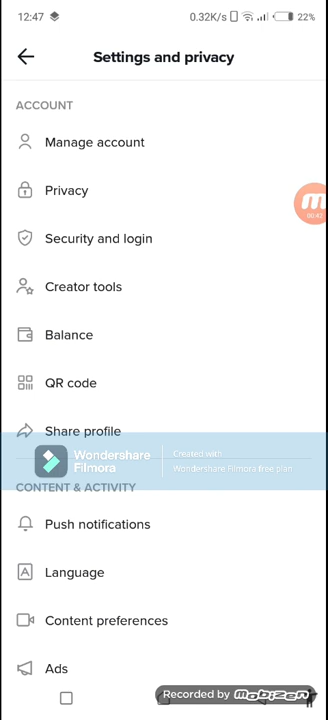 12:47 0.32K/s 22%
Settings and privacy
ACCOUNT
Manage account
Privacy
00:47
Security and login
Creator tools
Balance
QR code
Share profile
Wondershare
Filmora
Created with
Wondershare Filmora free plan
CONTENT & ACTIVITY
Push notifications
Language
Content preferences
Ads
Recorded by mobizen